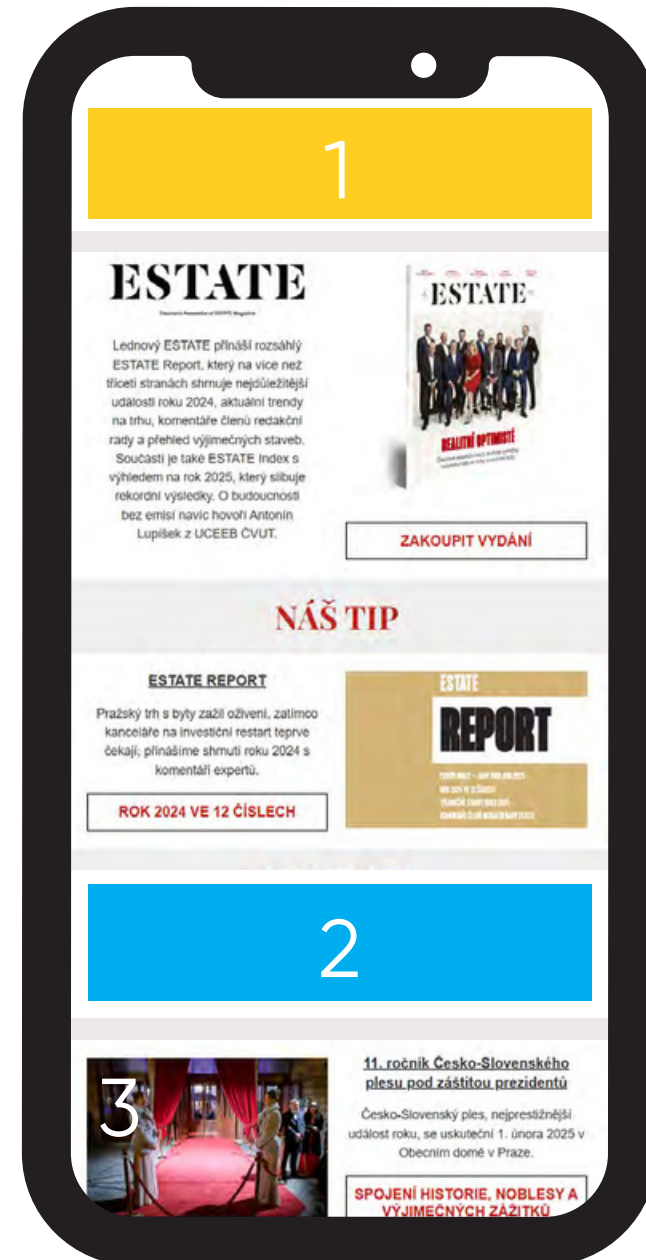 1
ESTATE
Lednový ESTATE přináší rozsáhlý
ESTATE Report, který na více než
třiceti stranách shrnuje nejdůležitější
události roku 2024, aktuální trendy
na trhu, komentáře členů redakční
rady a přehled výjimečných staveb.
Součástí je také ESTATE Index s
výhledem na rok 2025, který slibuje
rekordní výsledky. O budoucnosti
bez emisí navíc hovoří Antonín
Lupíšek z UCEEB ČVUT.
ESTATE
REALITNÍ OPTIMISTÉ
ZAKOUPIT VYDÁNÍ
NÁŠ TIP
ESTATE REPORT
Pražský trh s byty zažil oživení, zatímco
kanceláře na investiční restart teprve
čekají; přinášíme shrnutí roku 2024 s
komentáři expertů.
ROK 2024 VE 12 ČÍSLECH
ESTATE
REPORT
2
3
11. ročník Česko-Slovenského
plesu pod záštitou prezidentů
Česko-Slovenský ples, nejprestižnější
událost roku, se uskuteční 1. února 2025 v
Obecním domě v Praze.
SPOJENÍ HISTORIE, NOBLESY A
VÝJIMEČNÝCH ZÁŽITKŮ